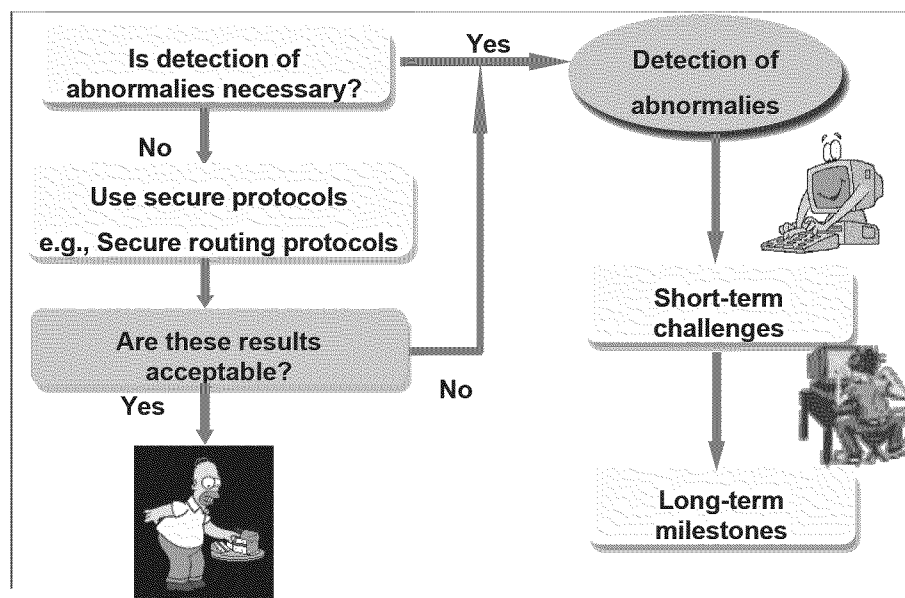 Is detection of
abnormalies necessary?
Yes
Detection of
abnormalies
No
Use secure protocols
e.g., Secure routing protocols
Short-term
challenges
Are these results
acceptable?
No
Yes
Long-term
milestones